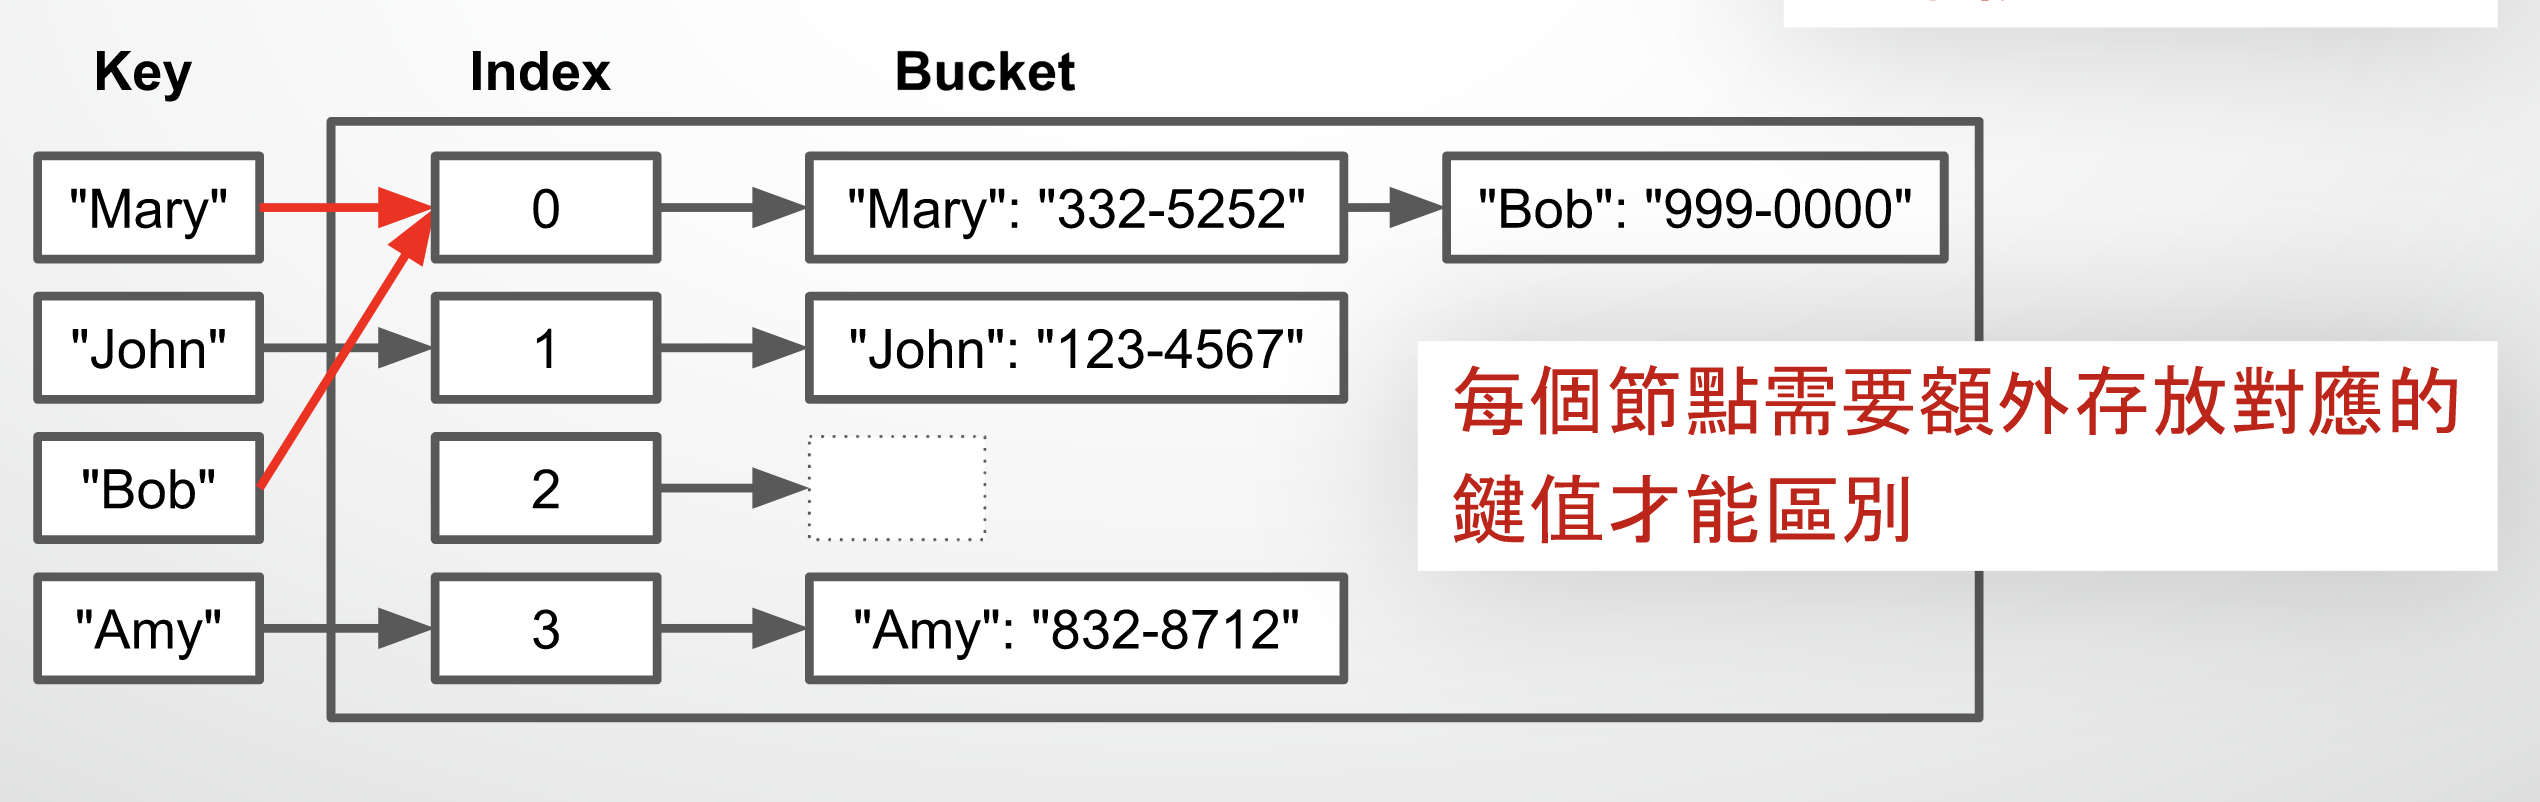 Key Index Bucket
"Mary" 0 "Mary": "332-5252" "Bob": "999-0000"
"John" 1 "John": "123-4567"
"Bob" 2
"Amy" 3 "Amy": "832-8712"
每個節點需要額外存放對應的
鍵值才能區別